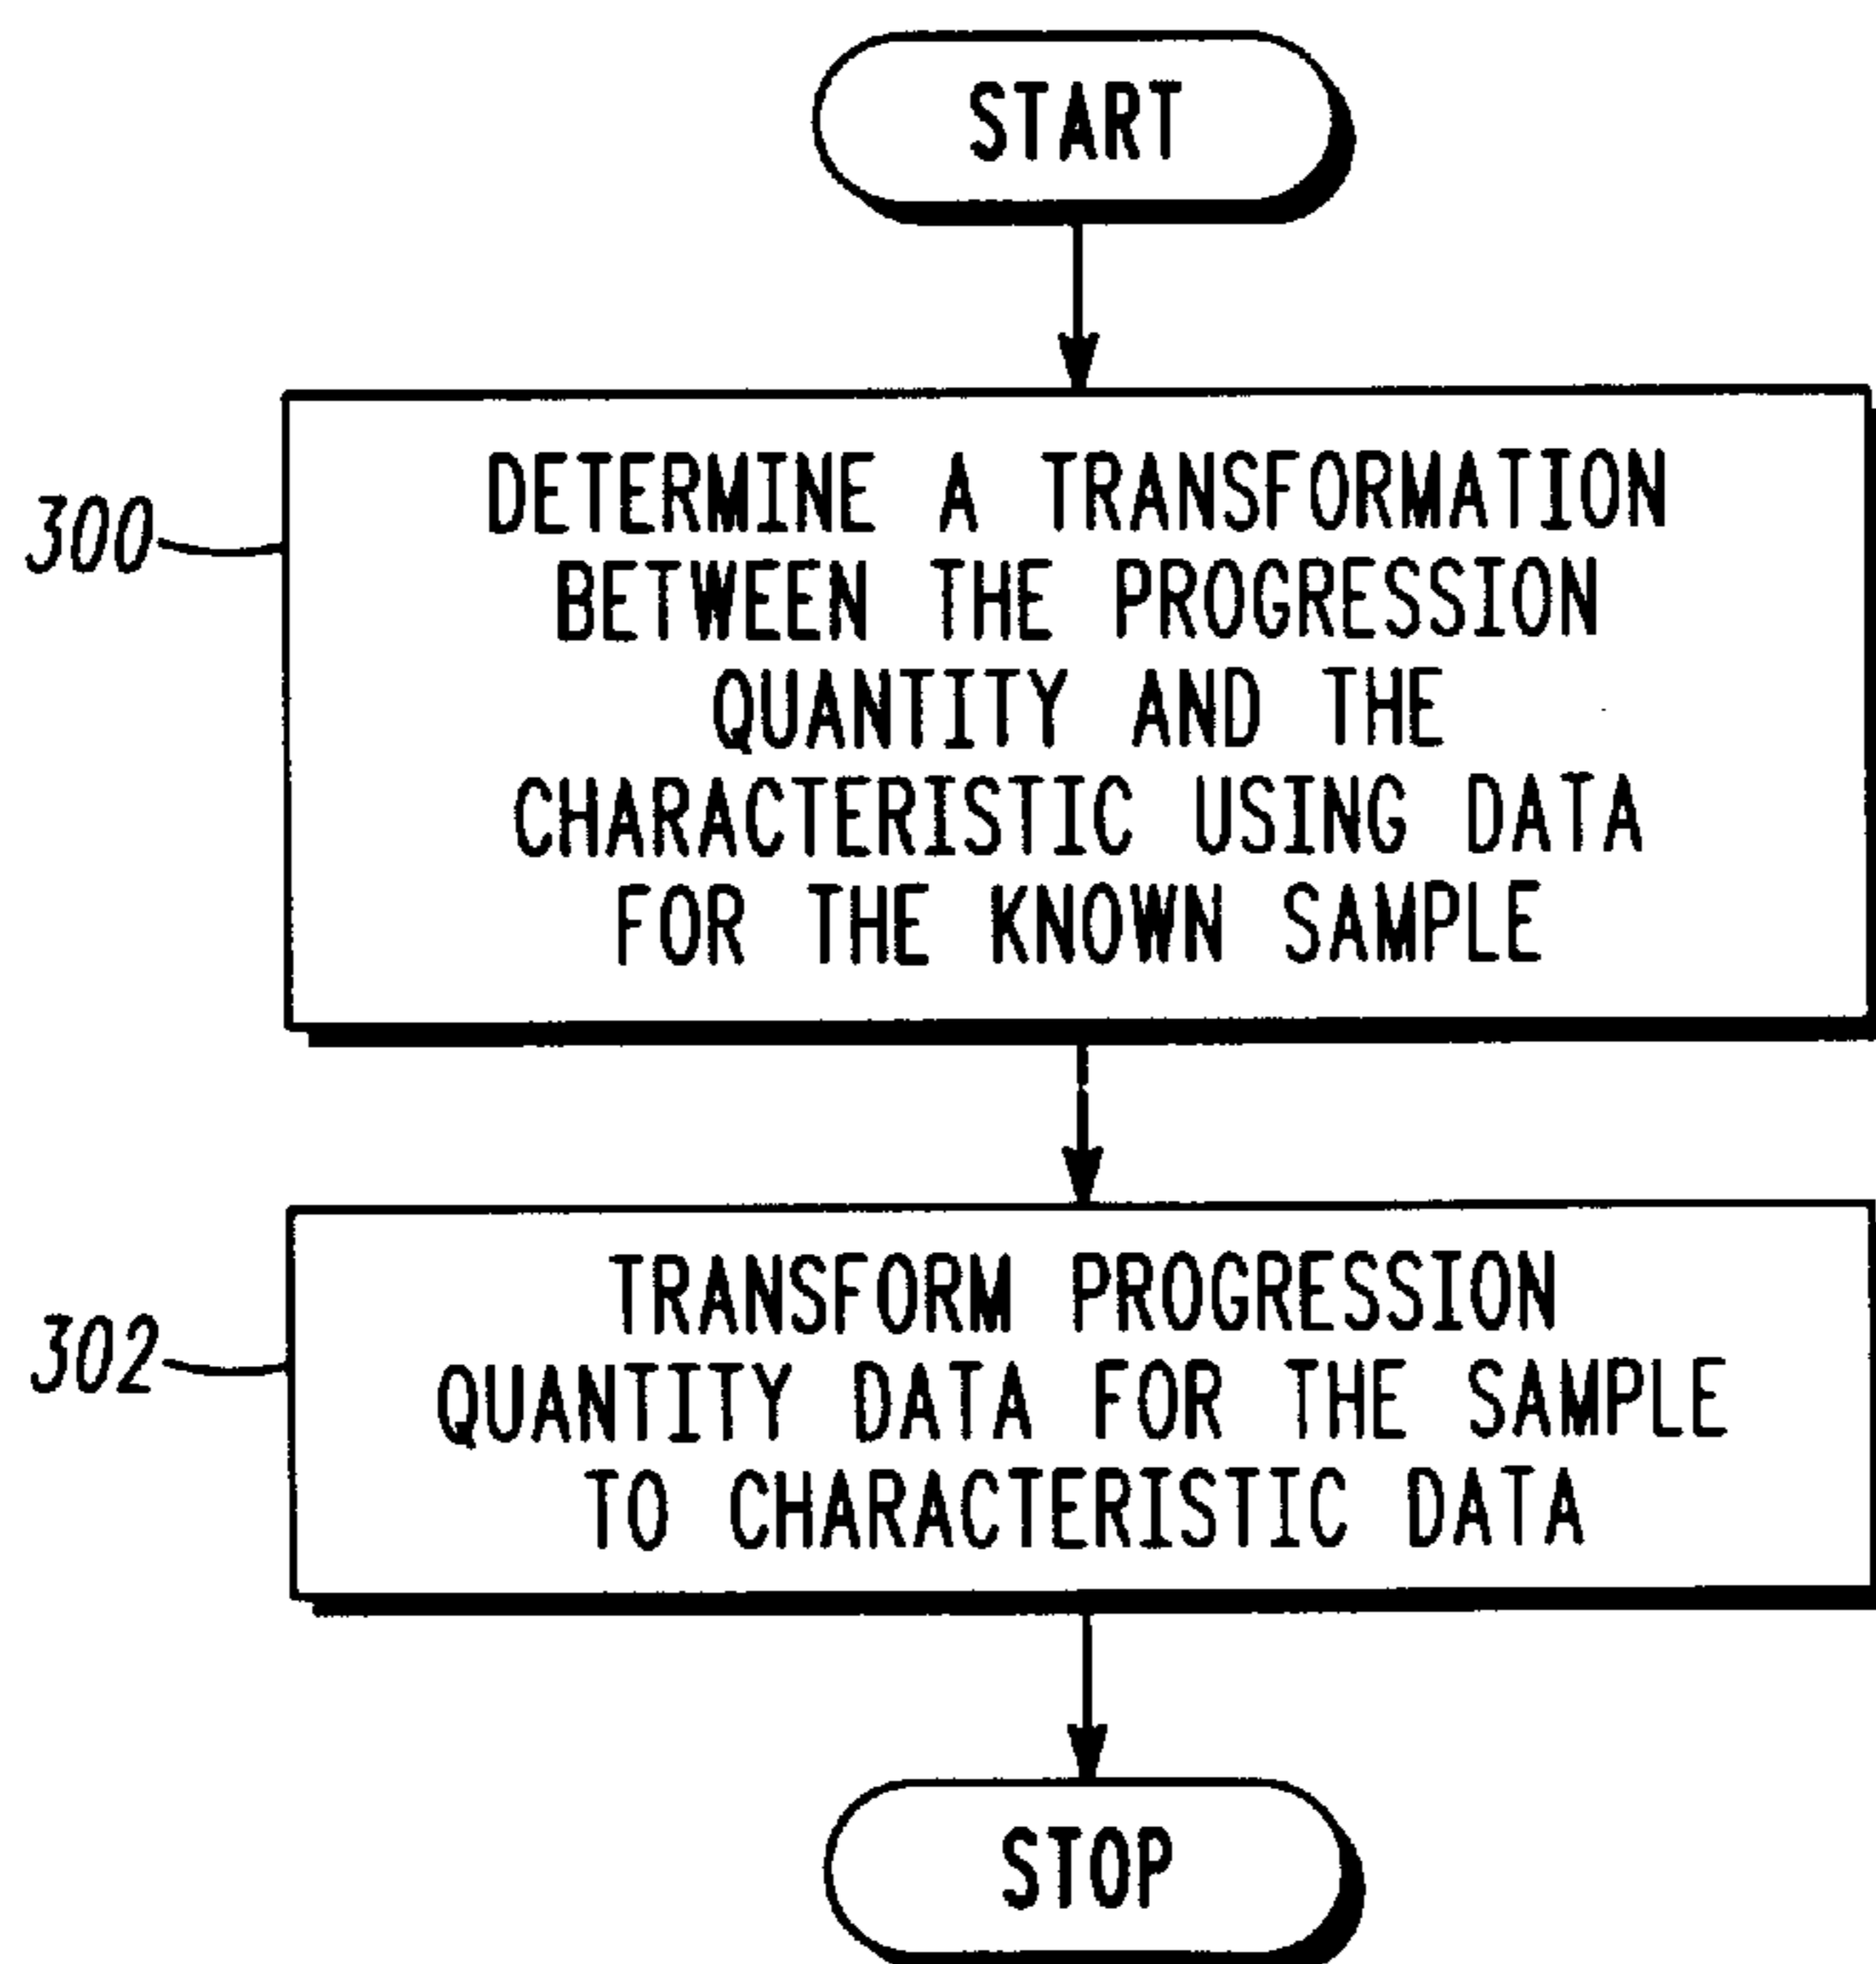 START
300
DETERMINE A TRANSFORMATION
BETWEEN THE PROGRESSION
QUANTITY AND THE
CHARACTERISTIC USING DATA
FOR THE KNOWN SAMPLE
302
TRANSFORM PROGRESSION
QUANTITY DATA FOR THE SAMPLE
TO CHARACTERISTIC DATA
STOP